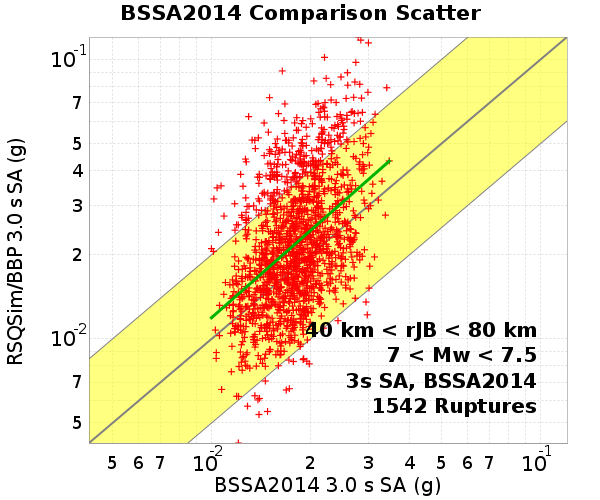 BSSA2014 Comparison Scatter
RSQSim/BBP 3.0 s SA (g)
10-1
7
5
4
3
2
10-2
7
5
40 km < rJB < 80 km
7 < Mw < 7.5
3s SA, BSSA2014
1542 Ruptures
5 6 7 10-2 2 3 4 5 6 7 10-1
BSSA2014 3.0 s SA (g)